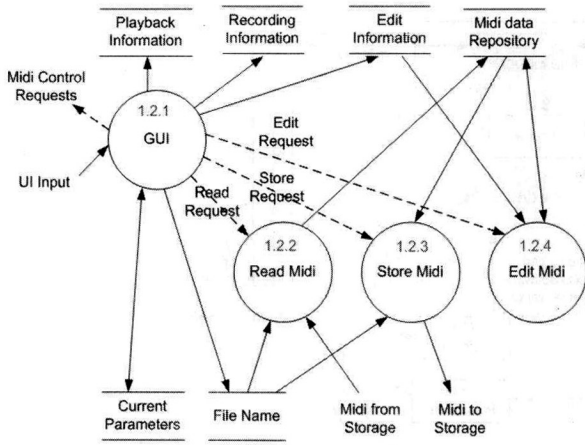 Playback
Information
Recording
Information
Edit
Information
Midi data
Repository
Midi Control
Requests
1.2.1
GUI
UI Input
Edit
Request
Store
Request
Read
Request
1.2.2
Read Midi
1.2.3
Store Midi
1.2.4
Edit Midi
Current
Parameters
File Name
Midi from
Storage
Midi to
Storage